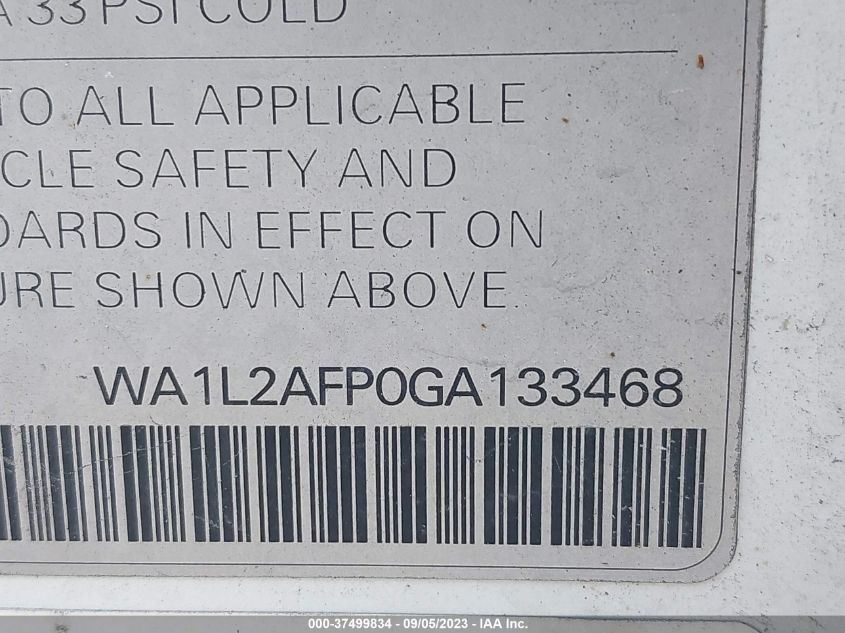 A 33 PSI COLD
TO ALL APPLICABLE
CLE SAFETY AND
DARDS IN EFFECT ON
URE SHOWN ABOVE.
WA1L2AFP0GA133468
000-37499834 - 09/05/2023 - IAA Inc.